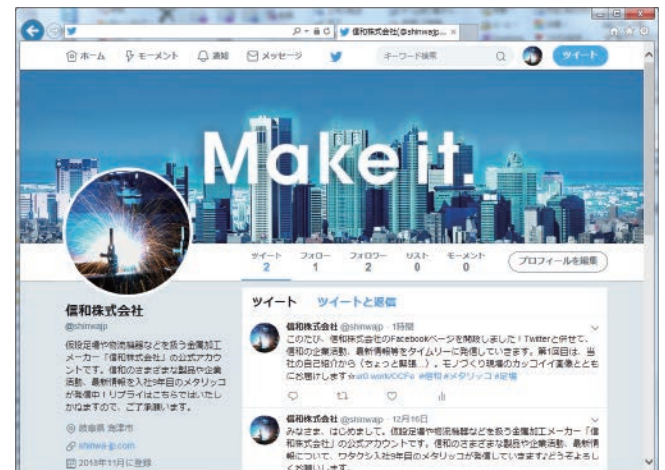 信和株式会社(@shinwajp...
ホーム モーメント 通知 メッセージ キーワード検索 ツイート
Make it.
ツイート フォロー フォロワー リスト モーメント
2 1 2 0 0
プロフィールを編集
信和株式会社
@shinwajp
仮設足場や物流機器などを扱う金属加工
メーカー「信和株式会社」の公式アカウ
ントです。信和のさまざまな製品や企業
活動、最新情報を入社9年目のメタリッコ
が発信中！リプライはこちらではいたし
かねますので、ご了承願います。
岐阜県 海津市
shinwa-jp.com
2018年11月に登録
ツイート ツイートと返信
信和株式会社 @shinwajp · 1時間
このたび、信和株式会社のFacebookページを開設しました！Twitterと併せて、
信和の企業活動、最新情報等をタイムリーに発信していきます。第1回目は、当
社の自己紹介から（ちょっと緊張...）。モノづくり現場のカッコイイ画像ととも
にお届けします☆ #信和 #メタリッコ #足場
信和株式会社 @shinwajp · 12月16日
みなさま、はじめまして。仮設足場や物流機器などを扱う金属加工メーカー「信
和株式会社」の公式アカウントです。信和のさまざまな製品や企業活動、最新情
報について、ワタクシ入社9年目のメタリッコが発信していきます♪どうぞよろし
くお願いします。